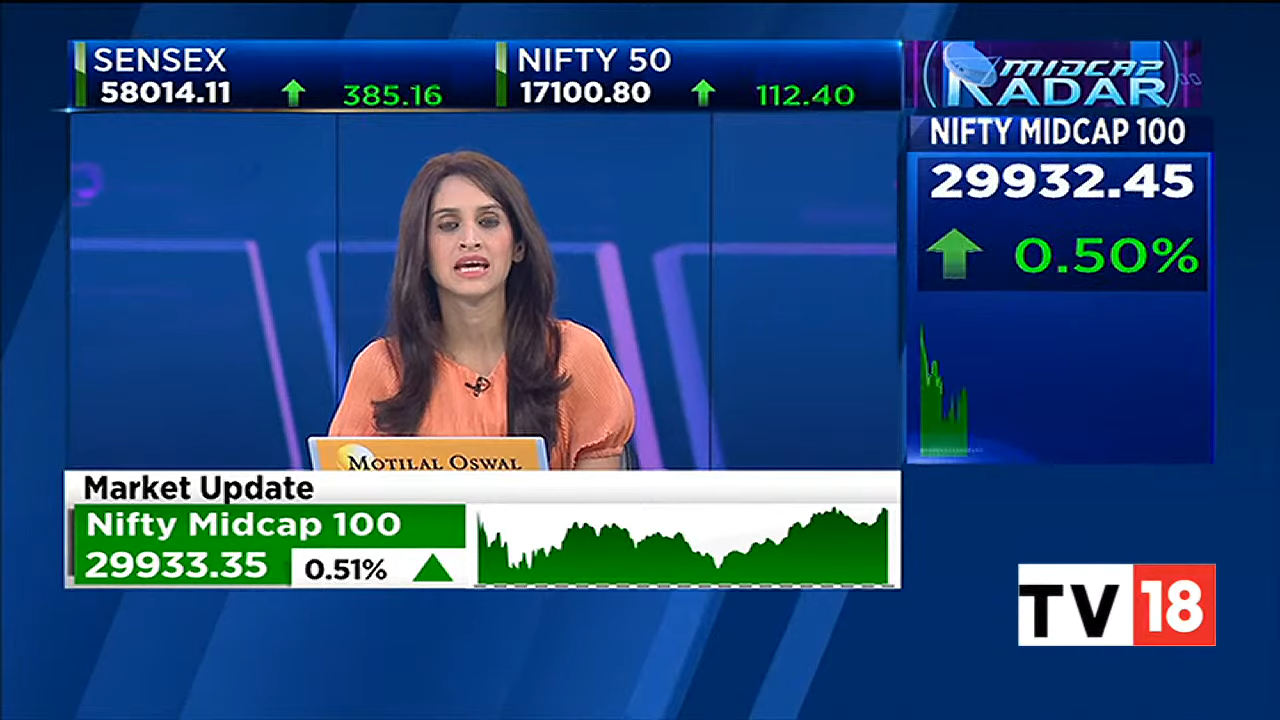 SENSEX
58014.11 385.16
NIFTY 50
17100.80 112.40
MIDCAP
RADAR
NIFTY MIDCAP 100
29932.45
0.50%
MOTILAL OSWAL
Market Update
Nifty Midcap 100
29933.35 0.51%
TV18